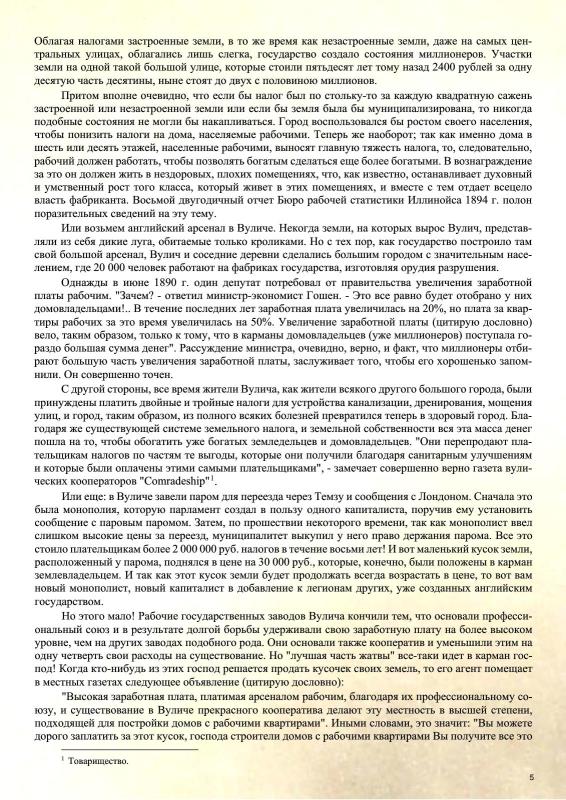 Облагая налогами застроенные земли, в то же время как незастроенные земли, даже на самых цен-
тральных улицах, облагались лишь слегка, государство создало состояния миллионеров. Участки
земли на одной такой большой улице, которые стоили пятьдесят лет тому назад 2400 рублей за одну
десятую часть десятины, ныне стоят до двух с половиною миллионов.
Притом вполне очевидно, что если бы налог был по стольку-то за каждую квадратную сажень
застроенной или незастроенной земли или если бы земля была бы муниципализирована, то никогда
подобные состояния не могли бы накапливаться. Город воспользовался бы ростом своего населения,
чтобы понизить налоги на дома, населяемые рабочими. Теперь же наоборот; так как именно дома в
шесть или десять этажей, населенные рабочими, выносят главную тяжесть налога, то, следовательно,
рабочий должен работать, чтобы позволять богатым сделаться еще более богатыми. В вознаграждение
за это он должен жить в нездоровых, плохих помещениях, что, как известно, останавливает духовный
и умственный рост того класса, который живет в этих помещениях, и вместе с тем отдает всецело
власть фабриканта. Восьмой двугодичный отчет Бюро рабочей статистики Иллинойса 1894 г. полон
поразительных сведений на эту тему.
Или возьмем английский арсенал в Вуличе. Некогда земли, на которых вырос Вулич, представ-
ляли из себя дикие луга, обитаемые только кроликами. Но с тех пор, как государство построило там
свой большой арсенал, Вулич и соседние деревни сделались большим городом с значительным насе-
лением, где 20 000 человек работают на фабриках государства, изготовляя орудия разрушения.
Однажды в июне 1890 г. один депутат потребовал от правительства увеличения заработной
платы рабочим. "Зачем? - ответил министр-экономист Гошен. - Это все равно будет отобрано у них
домовладельцами!.. В течение последних лет заработная плата увеличилась на 20%, но плата за квар-
тиры рабочих за это время увеличилась на 50%. Увеличение заработной платы (цитирую дословно)
вело, таким образом, только к тому, что в карманы домовладельцев (уже миллионеров) поступала го-
раздо большая сумма денег". Рассуждение министра, очевидно, верно, и факт, что миллионеры отби-
рают большую часть увеличения заработной платы, заслуживает того, чтобы его хорошенько запом-
нили. Он совершенно точен.
С другой стороны, все время жители Вулича, как жители всякого другого большого города, были
принуждены платить двойные и тройные налоги для устройства канализации, дренирования, мощения
улиц, и город, таким образом, из полного всяких болезней превратился теперь в здоровый город. Бла-
годаря же существующей системе земельного налога, и земельной собственности вся эта масса денег
пошла на то, чтобы обогатить уже богатых земледельцев и домовладельцев. "Они перепродают пла-
тельщикам налогов по частям те выгоды, которые они получили благодаря санитарным улучшениям
и которые были оплачены этими самыми плательщиками", - замечает совершенно верно газета вули-
ческих кооператоров "Comradeship"1.
Или еще: в Вуличе завели паром для переезда через Темзу и сообщения с Лондоном. Сначала это
была монополия, которую парламент создал в пользу одного капиталиста, поручив ему установить
сообщение с паровым паромом. Затем, по прошествии некоторого времени, так как монополист ввел
слишком высокие цены за переезд, муниципалитет выкупил у него право держания парома. Все это
стоило плательщикам более 2 000 000 руб. налогов в течение восьми лет! И вот маленький кусок земли,
расположенный у парома, поднялся в цене на 30 000 руб., которые, конечно, были положены в карман
землевладельцем. И так как этот кусок земли будет продолжать всегда возрастать в цене, то вот вам
новый монополист, новый капиталист в добавление к легионам других, уже созданных английским
государством.
Но этого мало! Рабочие государственных заводов Вулича кончили тем, что основали професси-
ональный союз и в результате долгой борьбы удерживали свою заработную плату на более высоком
уровне, чем на других заводах подобного рода. Они основали также кооператив и уменьшили этим на
одну четверть свои расходы на существование. Но "лучшая часть жатвы" все-таки идет в карман гос-
под! Когда кто-нибудь из этих господ решается продать кусочек своих земель, то его агент помещает
в местных газетах следующее объявление (цитирую дословно):
"Высокая заработная плата, платимая арсеналом рабочим, благодаря их профессиональному со-
юзу, и существование в Вуличе прекрасного кооператива делают эту местность в высшей степени,
подходящей для постройки домов с рабочими квартирами". Иными словами, это значит: "Вы можете
дорого заплатить за этот кусок, господа строители домов с рабочими квартирами Вы получите все это
1 Товарищество.
5